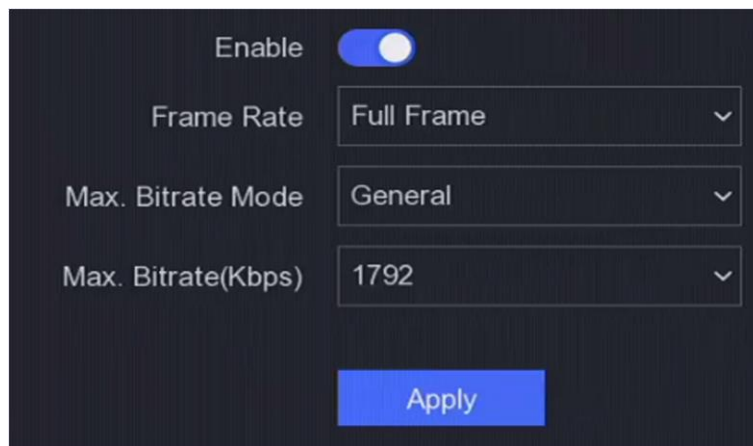 Enable
Frame Rate Full Frame
Max. Bitrate Mode General
Max. Bitrate(Kbps) 1792
Apply